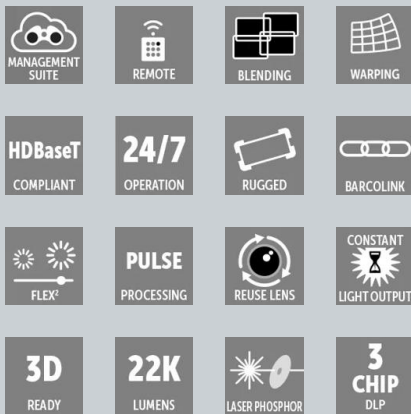 MANAGEMENT
SUITE
REMOTE
BLENDING
WARPING
HDBaseT
COMPLIANT
24/7
OPERATION
RUGGED
BARCOLINK
FLEX²
PULSE
PROCESSING
REUSE LENS
CONSTANT
LIGHT OUTPUT
3D
READY
22K
LUMENS
LASER PHOSPHOR
3
CHIP
DLP